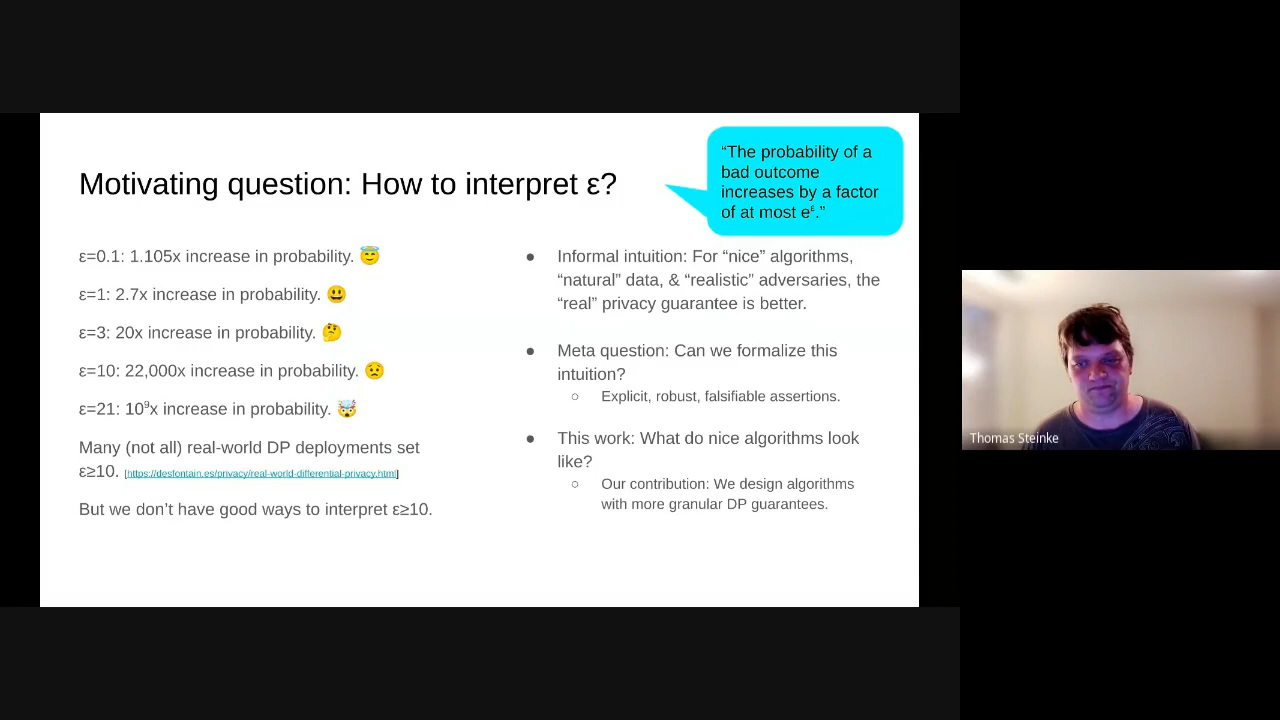 Motivating question: How to interpret ε?
“The probability of a
bad outcome
increases by a factor
of at most eᵋ.”
ε=0.1: 1.105x increase in probability. 😇
ε=1: 2.7x increase in probability. 😃
ε=3: 20x increase in probability. 🤔
ε=10: 22,000x increase in probability. 😟
ε=21: 10⁹x increase in probability. 🤯
Many (not all) real-world DP deployments set
ε≥10. [https://desfontain.es/privacy/real-world-differential-privacy.html]
But we don’t have good ways to interpret ε≥10.
● Informal intuition: For “nice” algorithms,
“natural” data, & “realistic” adversaries, the
“real” privacy guarantee is better.
● Meta question: Can we formalize this
intuition?
○ Explicit, robust, falsifiable assertions.
● This work: What do nice algorithms look
like?
○ Our contribution: We design algorithms
with more granular DP guarantees.
Thomas Steinke